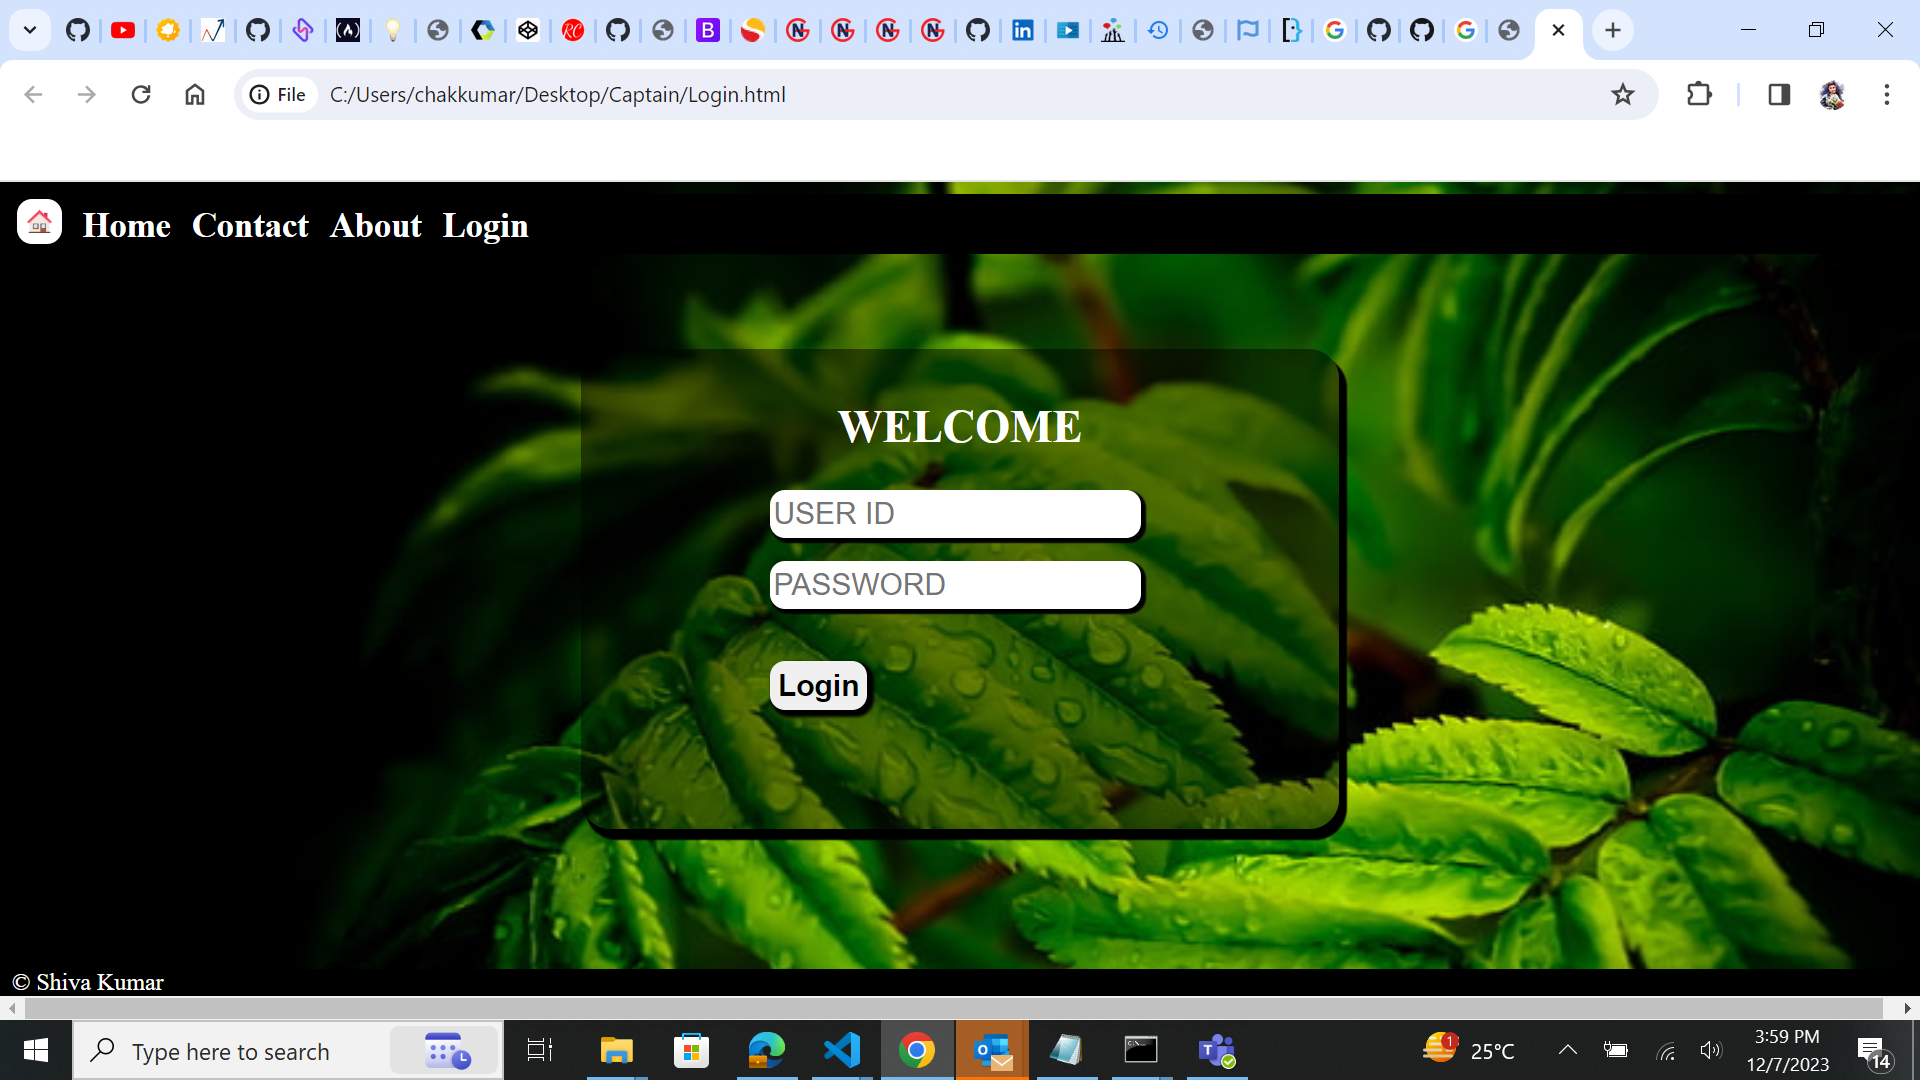 File C:/Users/chakkumar/Desktop/Captain/Login.html
Home Contact About Login
WELCOME
USER ID
PASSWORD
Login
© Shiva Kumar
Type here to search
1
25°C
3:59 PM
12/7/2023
14